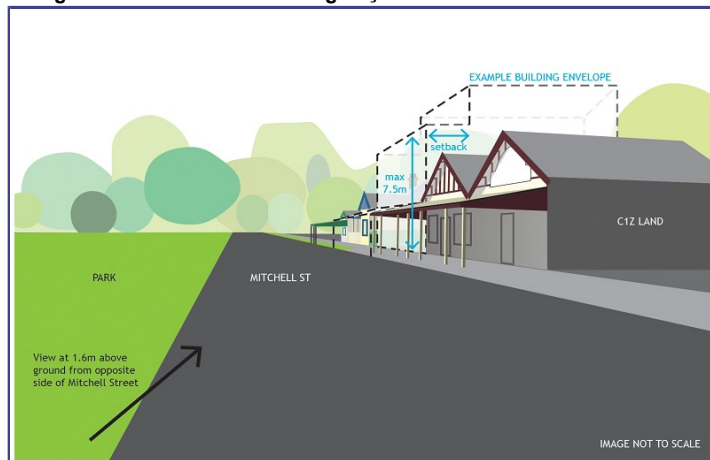 EXAMPLE BUILDING ENVELOPE
setback
max
7.5m
C1Z LAND
PARK
MITCHELL ST
View at 1.6m above
ground from opposite
side of Mitchell Street
IMAGE NOT TO SCALE